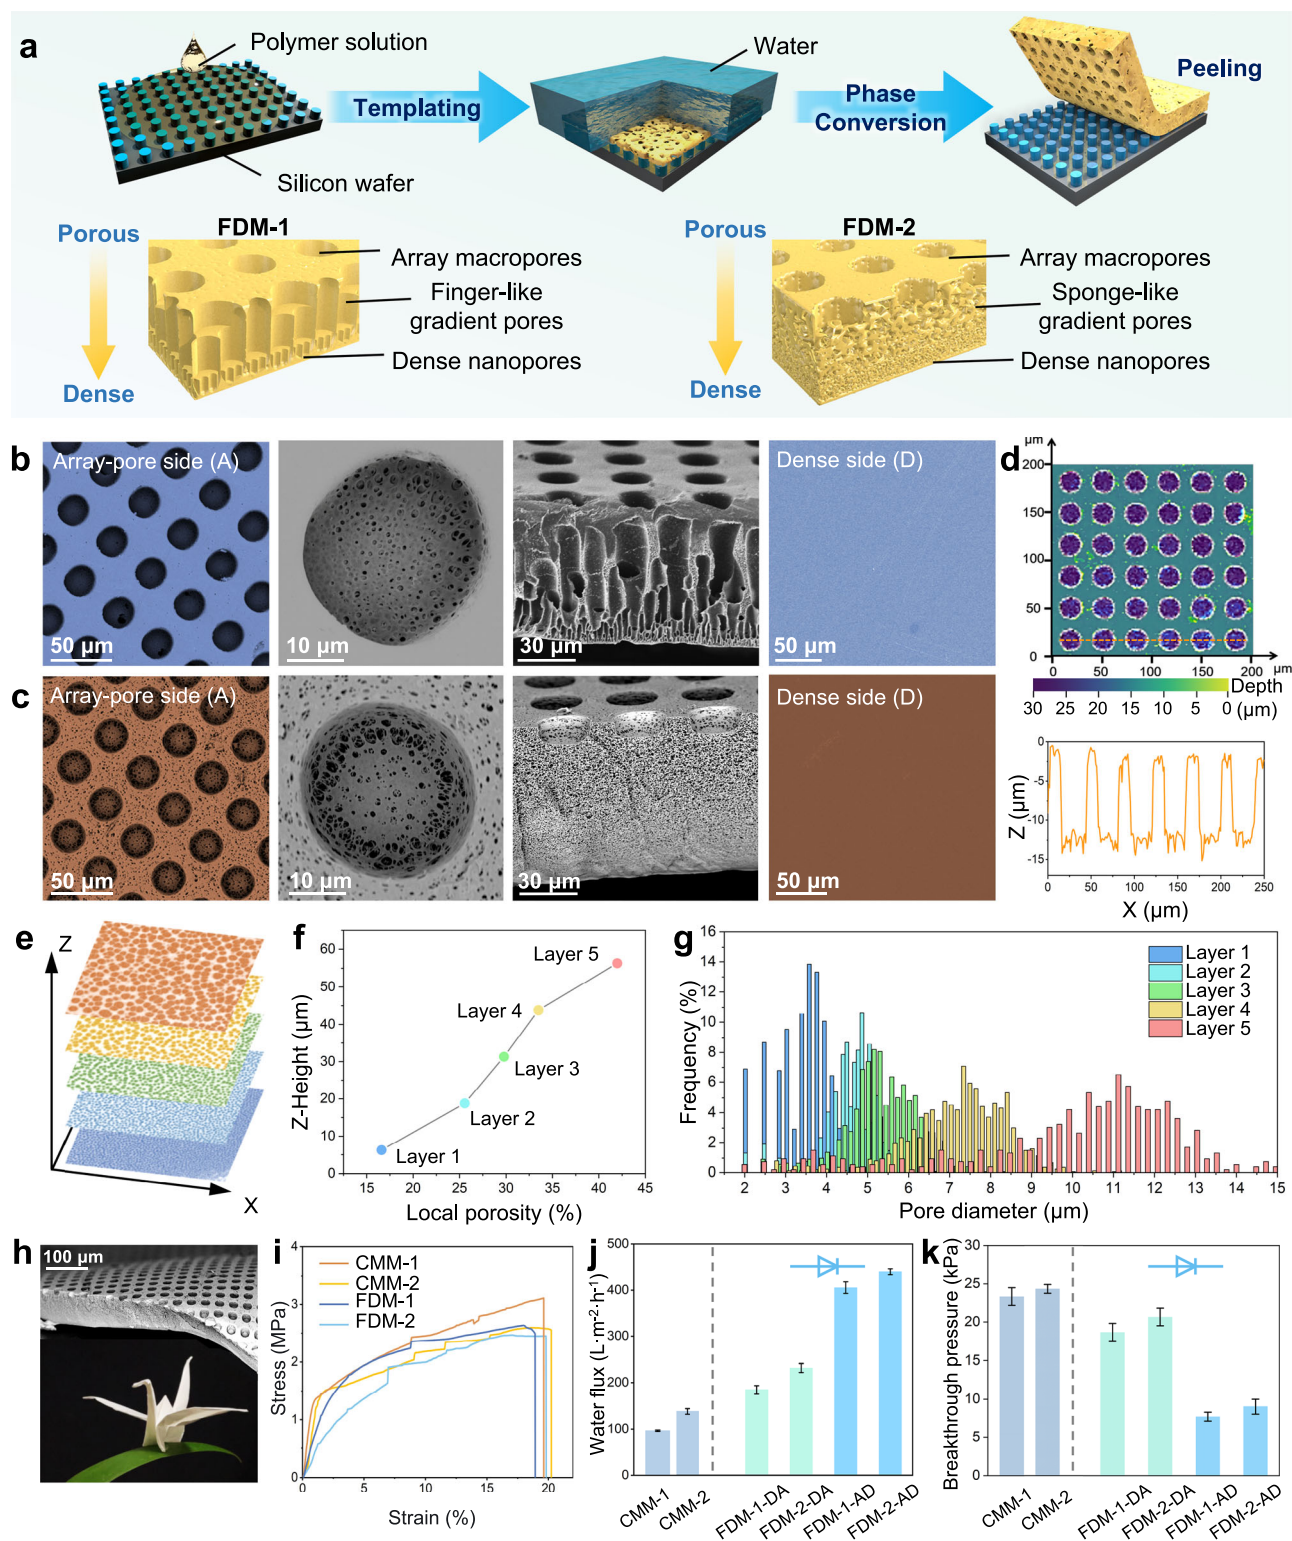 a
Polymer solution
Templating
Silicon wafer
Water
Phase
Conversion
Peeling
Porous
Dense
FDM-1
Array macropores
Finger-like
gradient pores
Dense nanopores
Porous
Dense
FDM-2
Array macropores
Sponge-like
gradient pores
Dense nanopores
b
Array-pore side (A)
50 μm
10 μm
30 μm
Dense side (D)
50 μm
c
Array-pore side (A)
50 μm
10 μm
30 μm
Dense side (D)
50 μm
d
μm
200
150
100
50
0
0 50 100 150 200 μm
30 25 20 15 10 5 0
Depth
(μm)
Z (μm)
0
-5
-10
-15
0 50 100 150 200 250
X (μm)
e
Z
X
f
Z-Height (μm)
60
50
40
30
20
10
0
Layer 5
Layer 4
Layer 3
Layer 2
Layer 1
15 20 25 30 35 40 45
Local porosity (%)
g
Frequency (%)
16
14
12
10
8
6
4
2
0
Layer 1
Layer 2
Layer 3
Layer 4
Layer 5
2 3 4 5 6 7 8 9 10 11 12 13 14 15
Pore diameter (μm)
h
100 μm
i
Stress (MPa)
4
3
2
1
0
CMM-1
CMM-2
FDM-1
FDM-2
0 5 10 15 20
Strain (%)
j
Water flux (L·m⁻²·h⁻¹)
500
400
300
200
100
0
CMM-1
CMM-2
FDM-1-DA
FDM-2-DA
FDM-1-AD
FDM-2-AD
k
Breakthrough pressure (kPa)
30
25
20
15
10
5
0
CMM-1
CMM-2
FDM-1-DA
FDM-2-DA
FDM-1-AD
FDM-2-AD